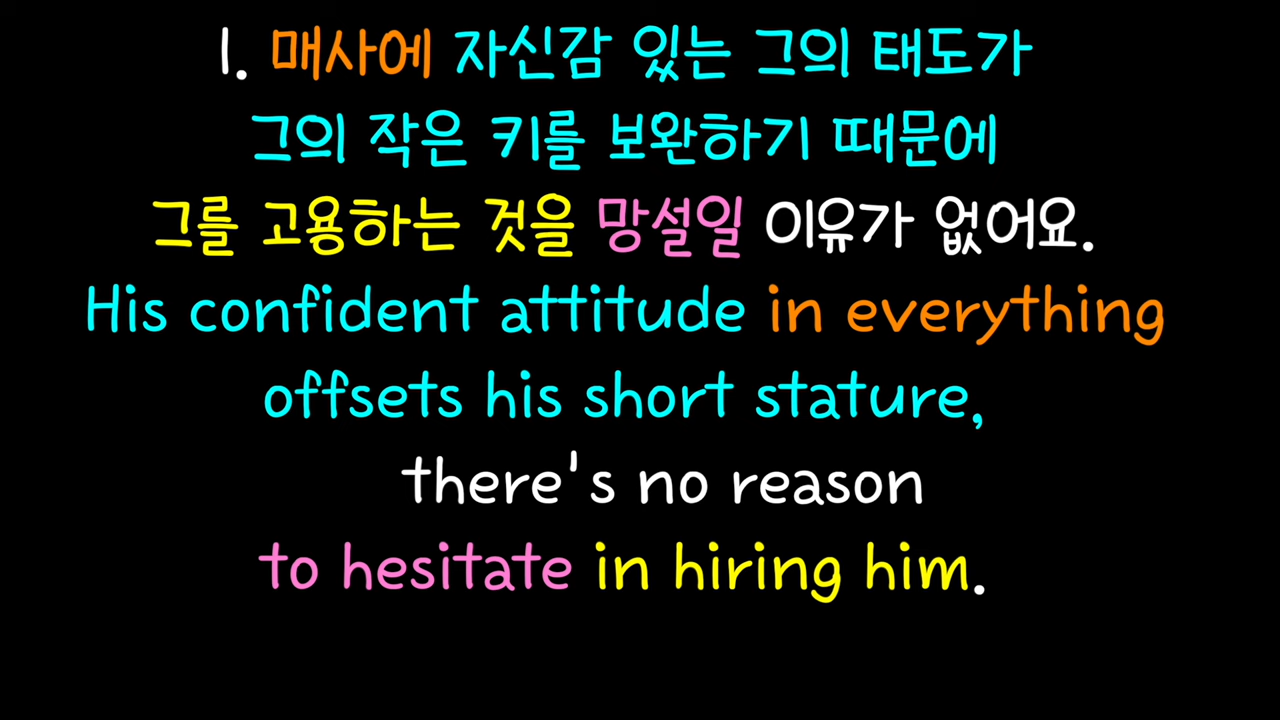 1. 매사에 자신감 있는 그의 태도가
그의 작은 키를 보완하기 때문에
그를 고용하는 것을 망설일 이유가 없어요.
His confident attitude in everything
offsets his short stature,
there's no reason
to hesitate in hiring him.